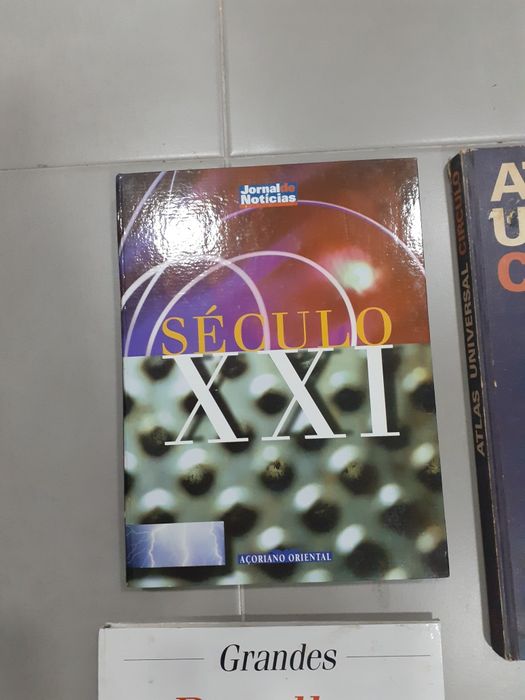 Jornal de
Notícias
SÉCULO
XXI
AÇORIANO ORIENTAL
ATLAS UNIVERSAL CÍRCULO
Grandes